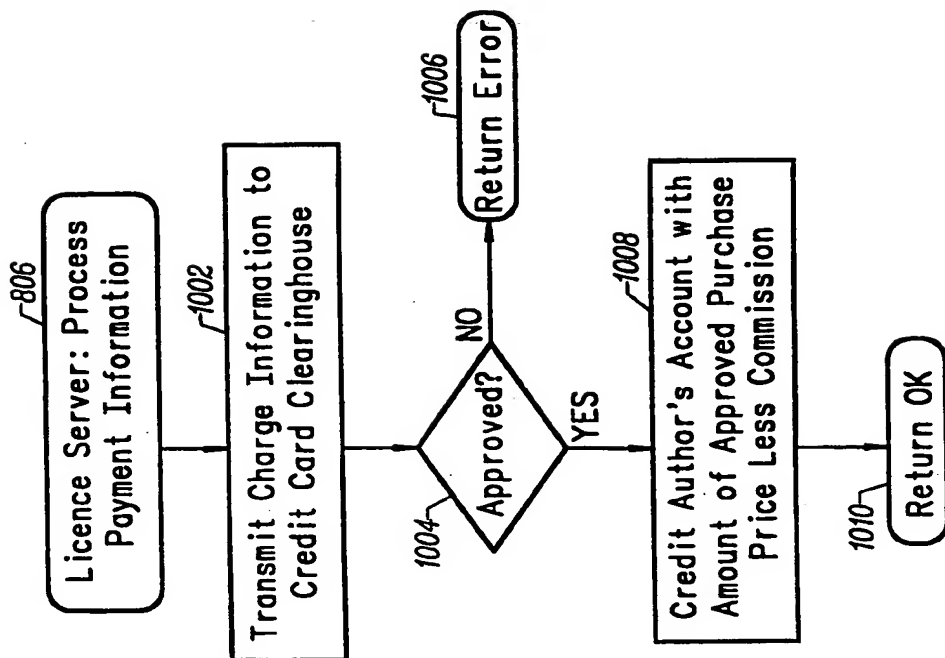 806
Licence Server: Process
Payment Information
1002
Transmit Charge Information to
Credit Card Clearinghouse
1004
Approved?
NO
1006
Return Error
YES
1008
Credit Author's Account with
Amount of Approved Purchase
Price Less Commission
1010
Return OK